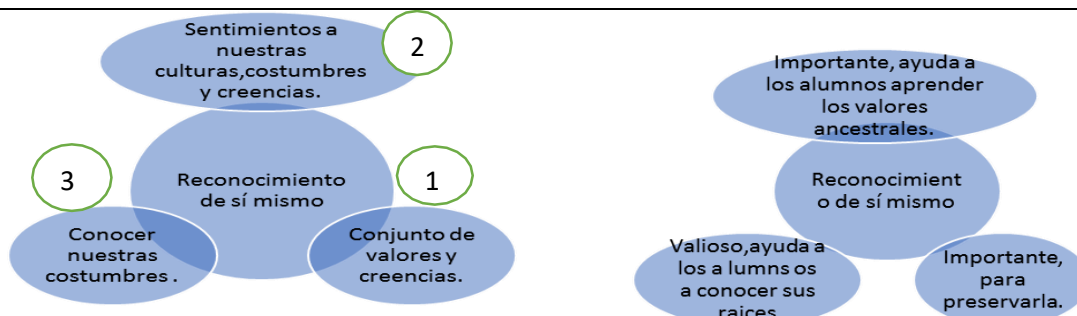 Sentimientos a
nuestras
culturas,costumbres
y creencias.
2
3
Reconocimiento
de sí mismo
1
Conocer
nuestras
costumbres .
Conjunto de
valores y
creencias.
Importante, ayuda a
los alumnos aprender
los valores
ancestrales.
Reconocimient
o de sí mismo
Valioso,ayuda a
los a lumns os
a conocer sus
raices
Importante,
para
preservarla.